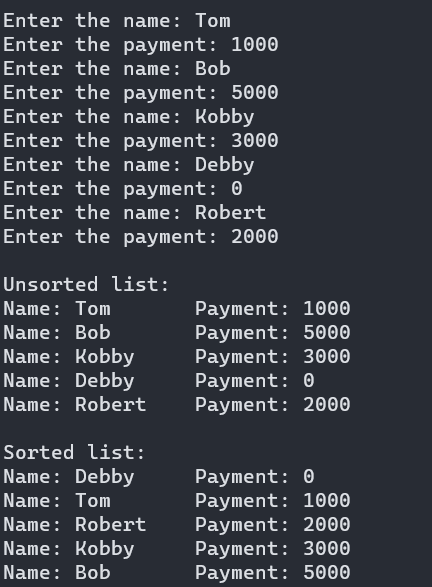 Enter the name: Tom
Enter the payment: 1000
Enter the name: Bob
Enter the payment: 5000
Enter the name: Kobby
Enter the payment: 3000
Enter the name: Debby
Enter the payment: 0
Enter the name: Robert
Enter the payment: 2000

Unsorted list:
Name: Tom       Payment: 1000
Name: Bob       Payment: 5000
Name: Kobby     Payment: 3000
Name: Debby     Payment: 0
Name: Robert    Payment: 2000

Sorted list:
Name: Debby     Payment: 0
Name: Tom       Payment: 1000
Name: Robert    Payment: 2000
Name: Kobby     Payment: 3000
Name: Bob       Payment: 5000